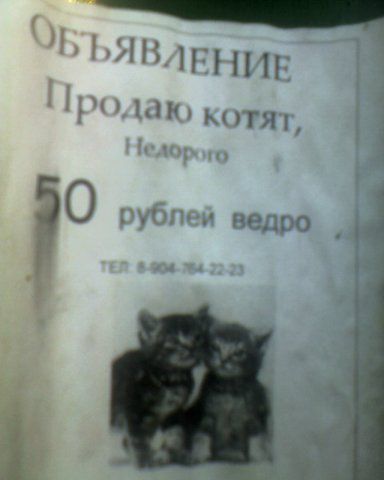 ОБЪЯВЛЕНИЕ
Продаю котят,
Недорого
50 рублей ведро
ТЕЛ: 8-904-764-22-23